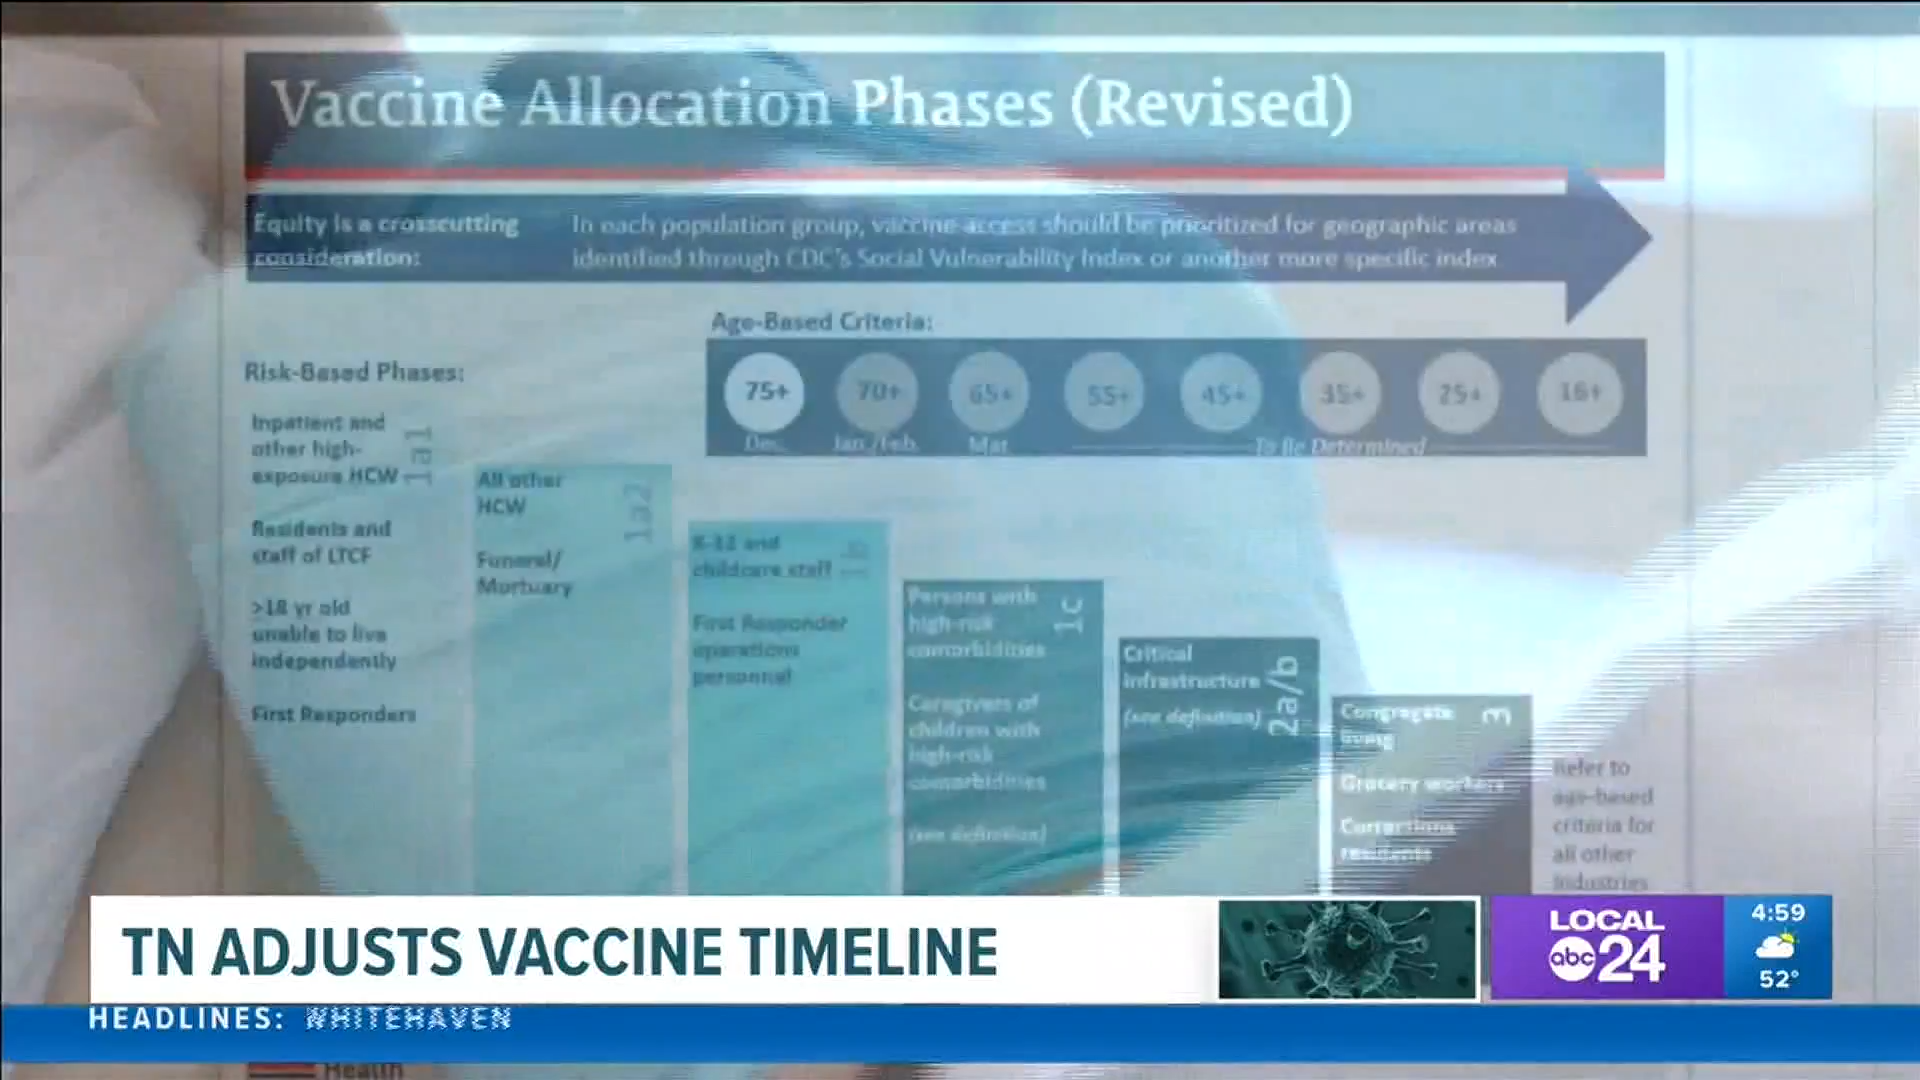 Vaccine Allocation Phases (Revised)
Equity is a crosscutting
consideration:
In each population group, vaccine access should be prioritized for geographic areas
identified through CDC's Social Vulnerability Index or another more specific index
Age-Based Criteria:
75+ 70+ 65+ 55+ 45+ 35+ 25+ 16+
Dec. Jan./Feb. Mar. To Be Determined
Risk-Based Phases:
Inpatient and
other high-
exposure HCW
1a1
Residents and
staff of LTCF
>18 yr old
unable to live
independently
First Responders
All other
HCW
1a2
Funeral/
Mortuary
K-12 and
childcare staff
First Responder
operations
personnel
Persons with
high-risk
comorbidities
1c
Caregivers of
children with
high-risk
comorbidities
(see definition)
Critical
infrastructure
(see definition)
2a/b
Congregate
living
3
Grocery workers
Corrections
residents
Refer to
age-based
criteria for
all other
industries
TN ADJUSTS VACCINE TIMELINE
LOCAL
abc 24
4:59
52°
HEADLINES: WHITEHAVEN
Health